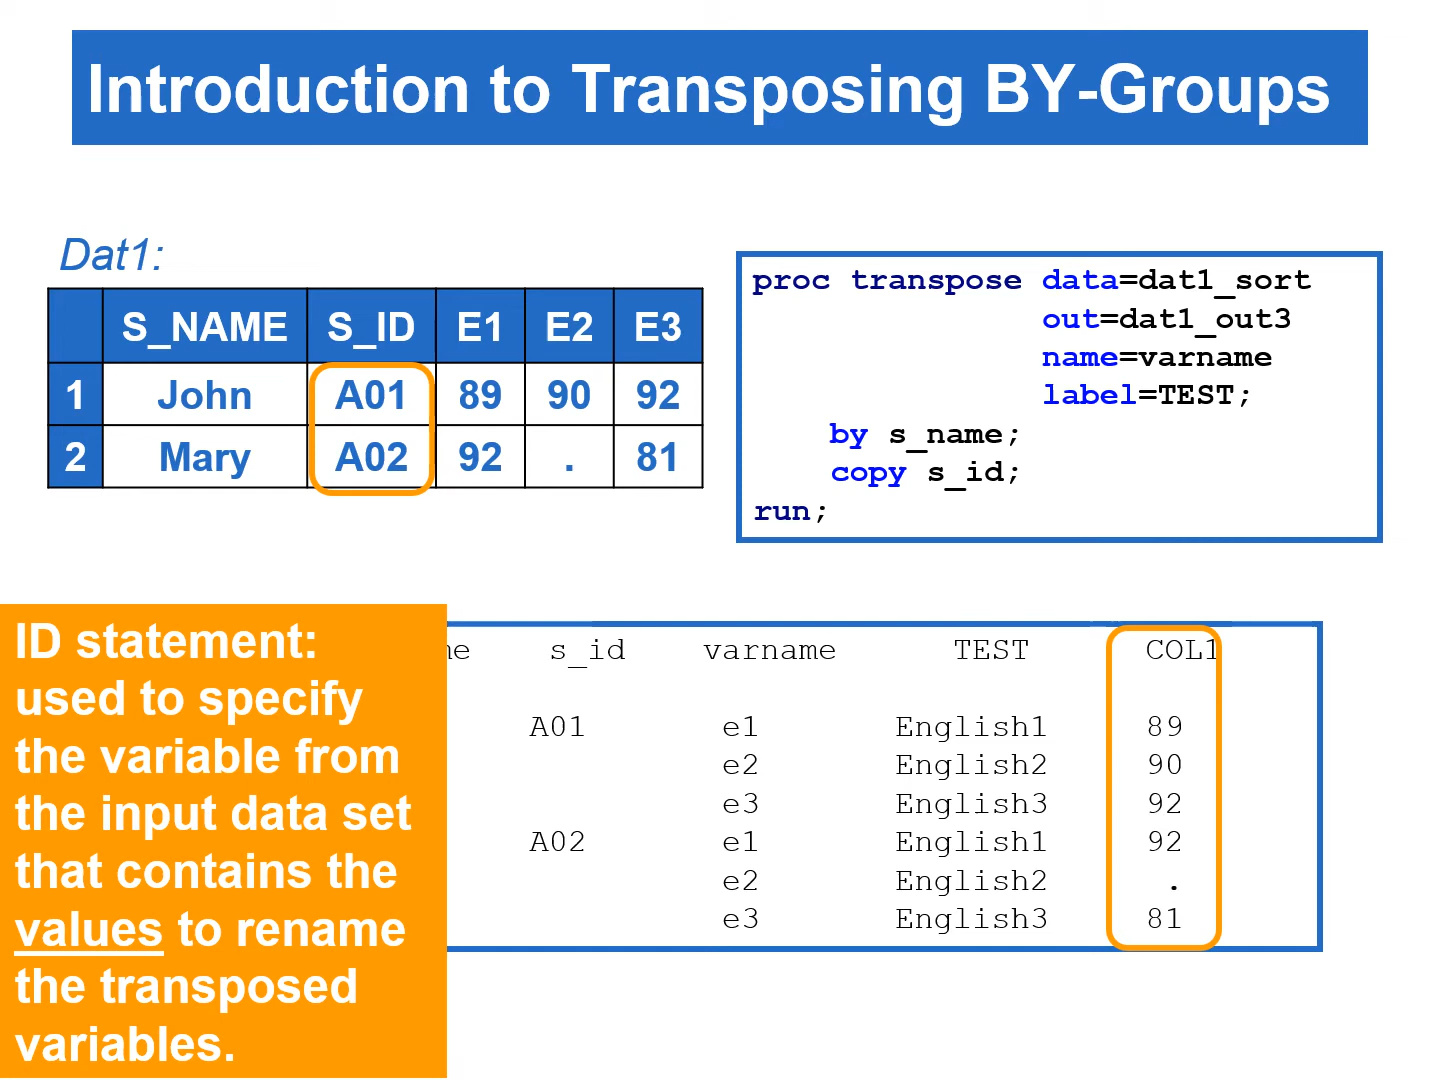 Introduction to Transposing BY-Groups
Dat1:
S_NAME S_ID E1 E2 E3
1 John A01 89 90 92
2 Mary A02 92 . 81
proc transpose data=dat1_sort
out=dat1_out3
name=varname
label=TEST;
by s_name;
copy s_id;
run;
ID statement:
used to specify
the variable from
the input data set
that contains the
values to rename
the transposed
variables.
s_id varname TEST COL1
A01 e1 English1 89
e2 English2 90
e3 English3 92
A02 e1 English1 92
e2 English2 .
e3 English3 81